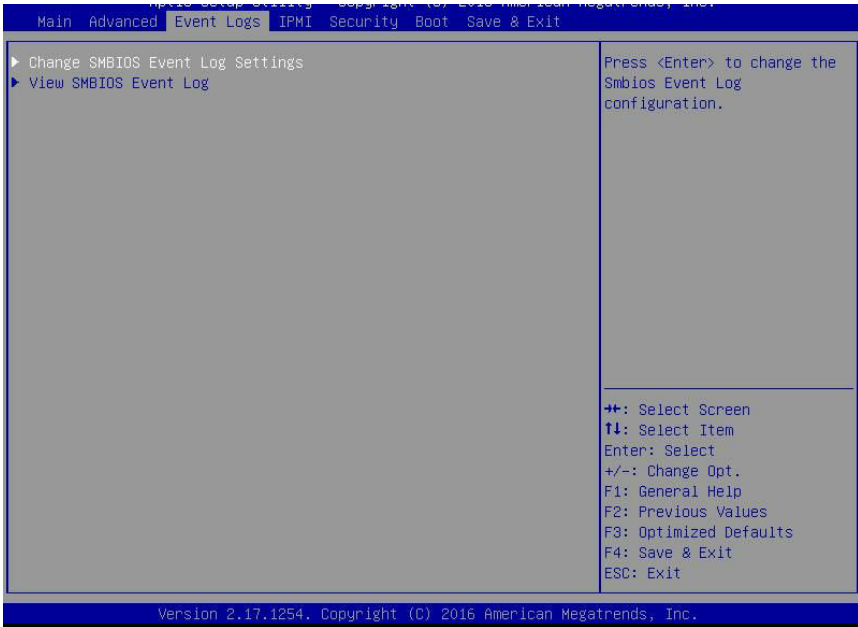 Main Advanced Event Logs IPMI Security Boot Save & Exit
Change SMBIOS Event Log Settings
View SMBIOS Event Log
Press <Enter> to change the
Smbios Event Log
configuration.
→←: Select Screen
↑↓: Select Item
Enter: Select
+/-: Change Opt.
F1: General Help
F2: Previous Values
F3: Optimized Defaults
F4: Save & Exit
ESC: Exit
Version 2.17.1254. Copyright (C) 2016 American Megatrends, Inc.